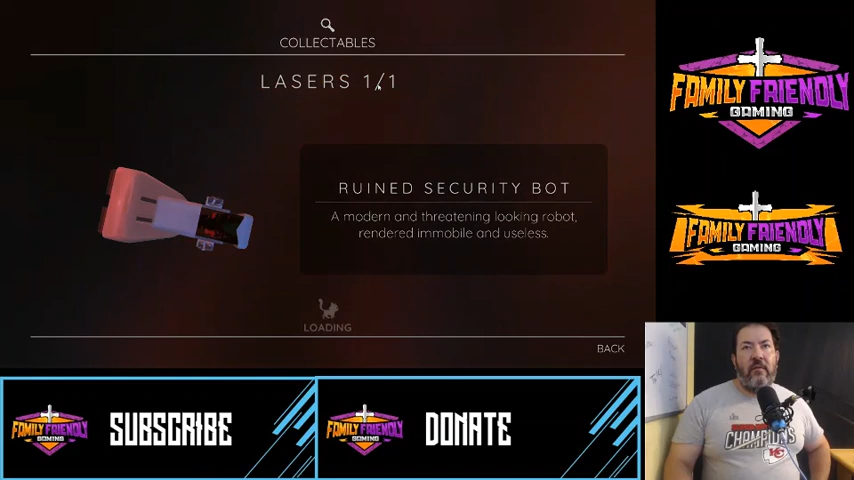 COLLECTABLES
LASERS 1/1
RUINED SECURITY BOT
A modern and threatening looking robot,
rendered immobile and useless.
LOADING
BACK
FAMILY FRIENDLY
GAMING
FAMILY FRIENDLY
GAMING
FAMILY FRIENDLY
GAMING
SUBSCRIBE
FAMILY FRIENDLY
GAMING
DONATE
CHAMPIONS
KC